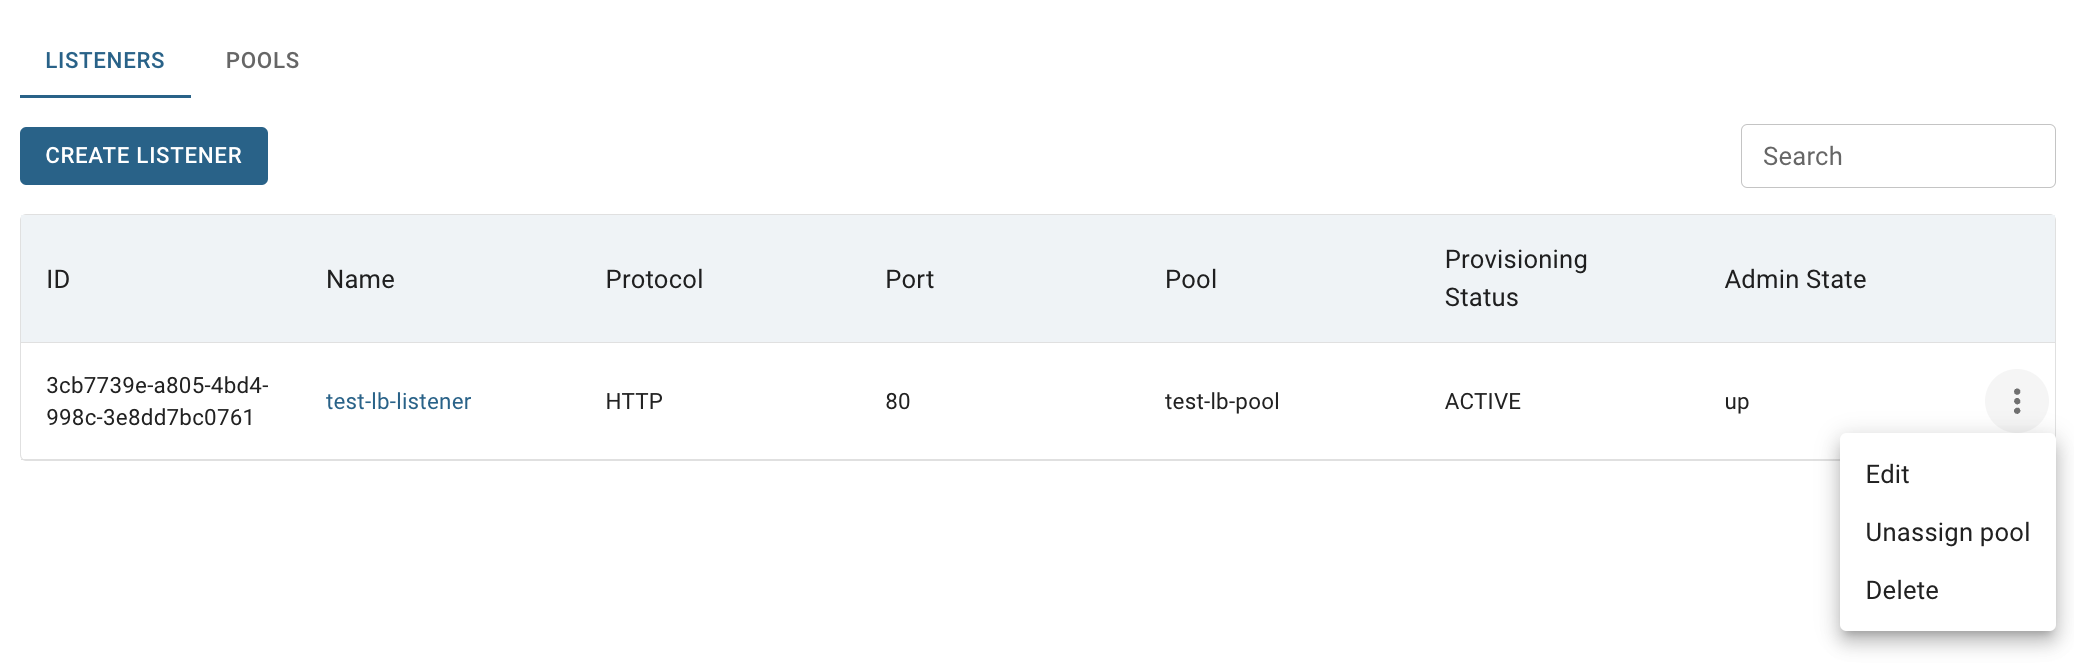 LISTENERS POOLS
CREATE LISTENER Search
ID Name Protocol Port Pool Provisioning Status Admin State
3cb7739e-a805-4bd4-
998c-3e8dd7bc0761 test-lb-listener HTTP 80 test-lb-pool ACTIVE up
Edit
Unassign pool
Delete